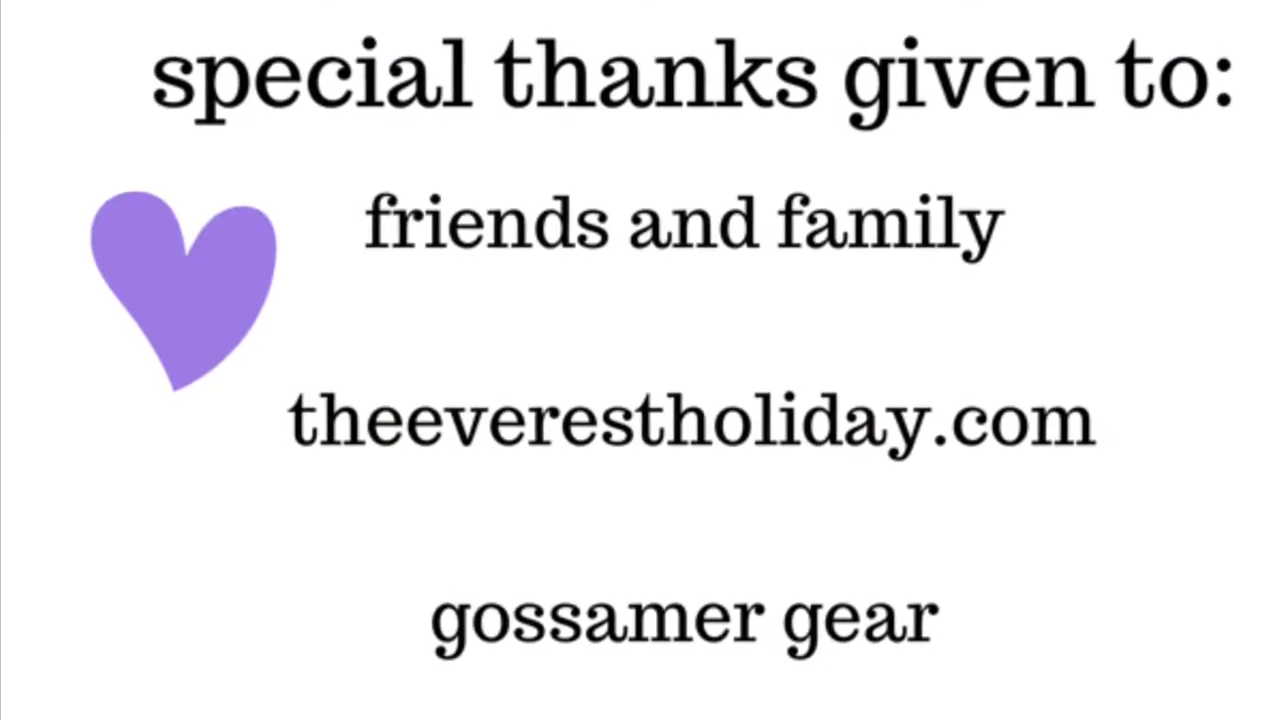 special thanks given to:
friends and family
theeverestholiday.com
gossamer gear